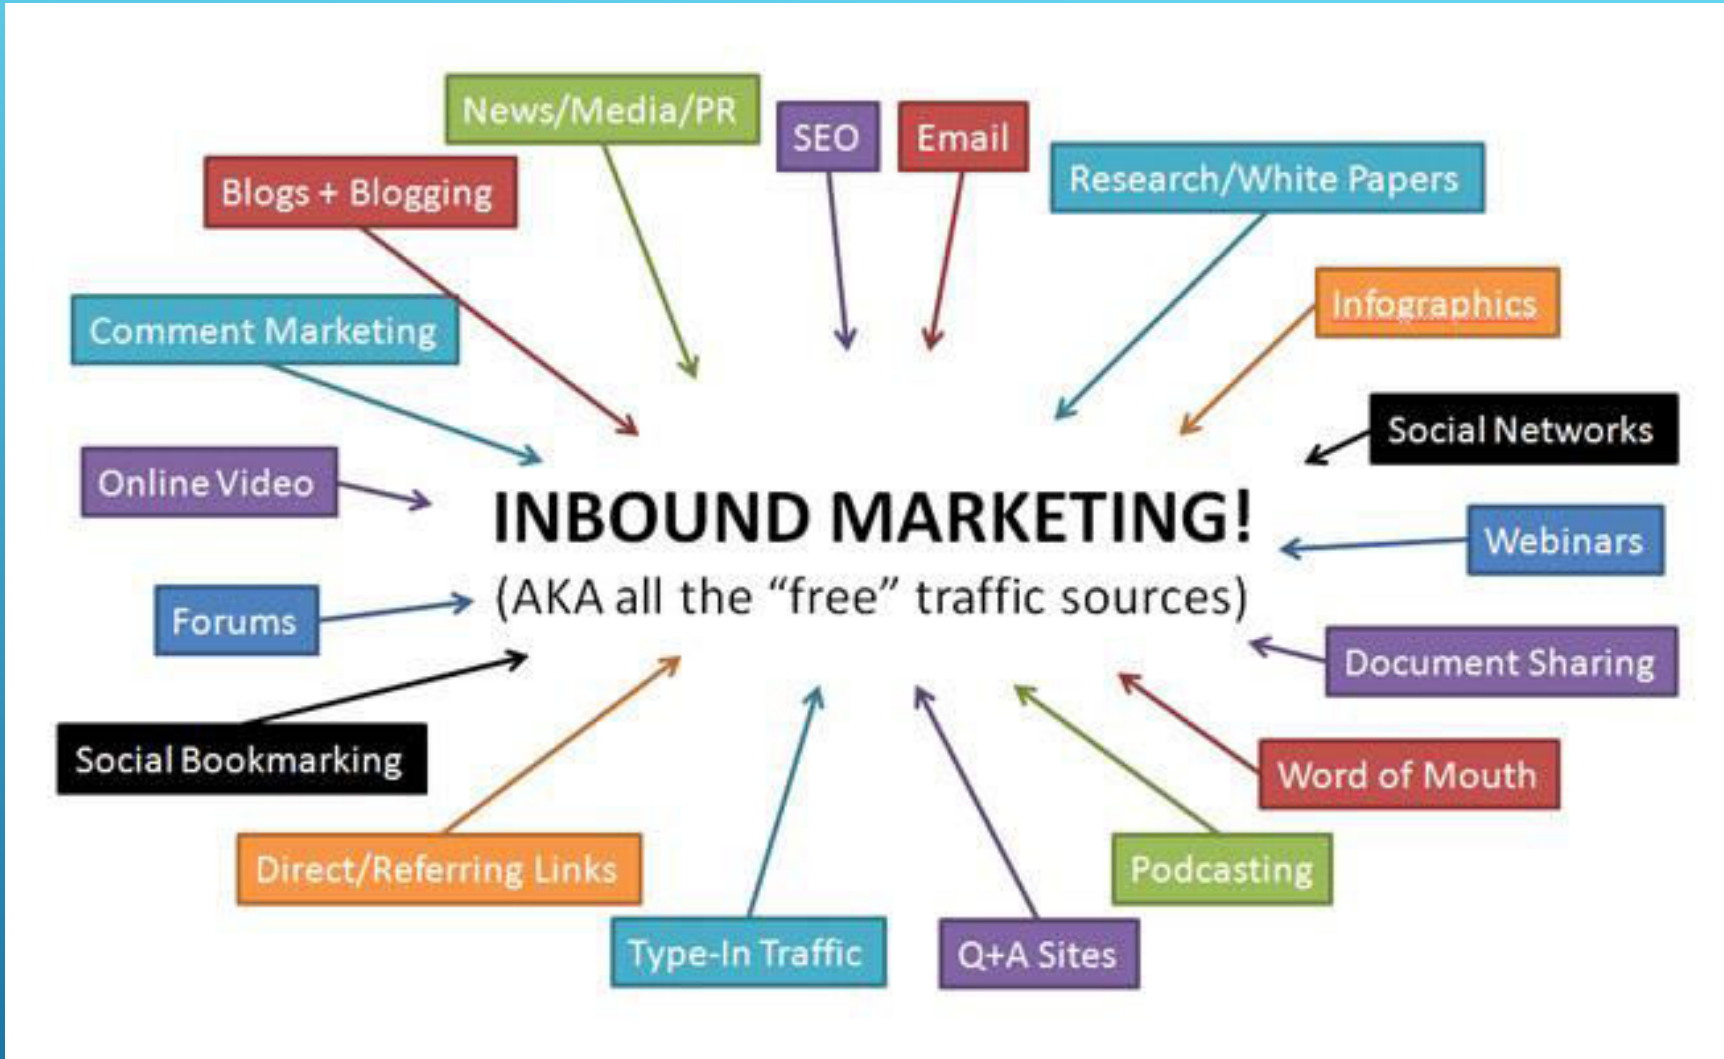 News/Media/PR
SEO
Email
Blogs + Blogging
Research/White Papers
Comment Marketing
Infographics
Social Networks
Online Video
INBOUND MARKETING!
Webinars
(AKA all the “free” traffic sources)
Forums
Document Sharing
Social Bookmarking
Word of Mouth
Direct/Referring Links
Podcasting
Type-In Traffic
Q+A Sites